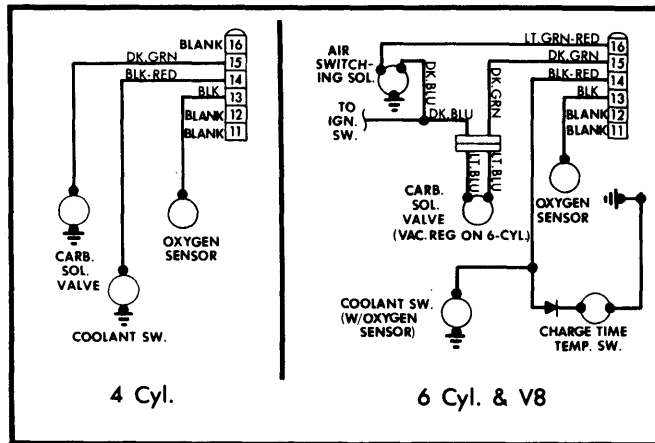 BLANK 16
DK.GRN 15
BLK-RED 14
BLK 13
BLANK 12
BLANK 11
CARB.
SOL.
VALVE
OXYGEN
SENSOR
COOLANT SW.
4 Cyl.
LT.GRN-RED 16
DK.GRN 15
BLK-RED 14
BLK 13
BLANK 12
BLANK 11
AIR
SWITCH-
ING SOL.
DK.BLU
TO
IGN.
SW.
DK.BLU
DK.GRN
LT.BLU
LT.BLU
CARB.
SOL.
VALVE
(VAC.REG ON 6-CYL.)
OXYGEN
SENSOR
COOLANT SW.
(W/OXYGEN
SENSOR)
CHARGE TIME
TEMP. SW.
6 Cyl. & V8